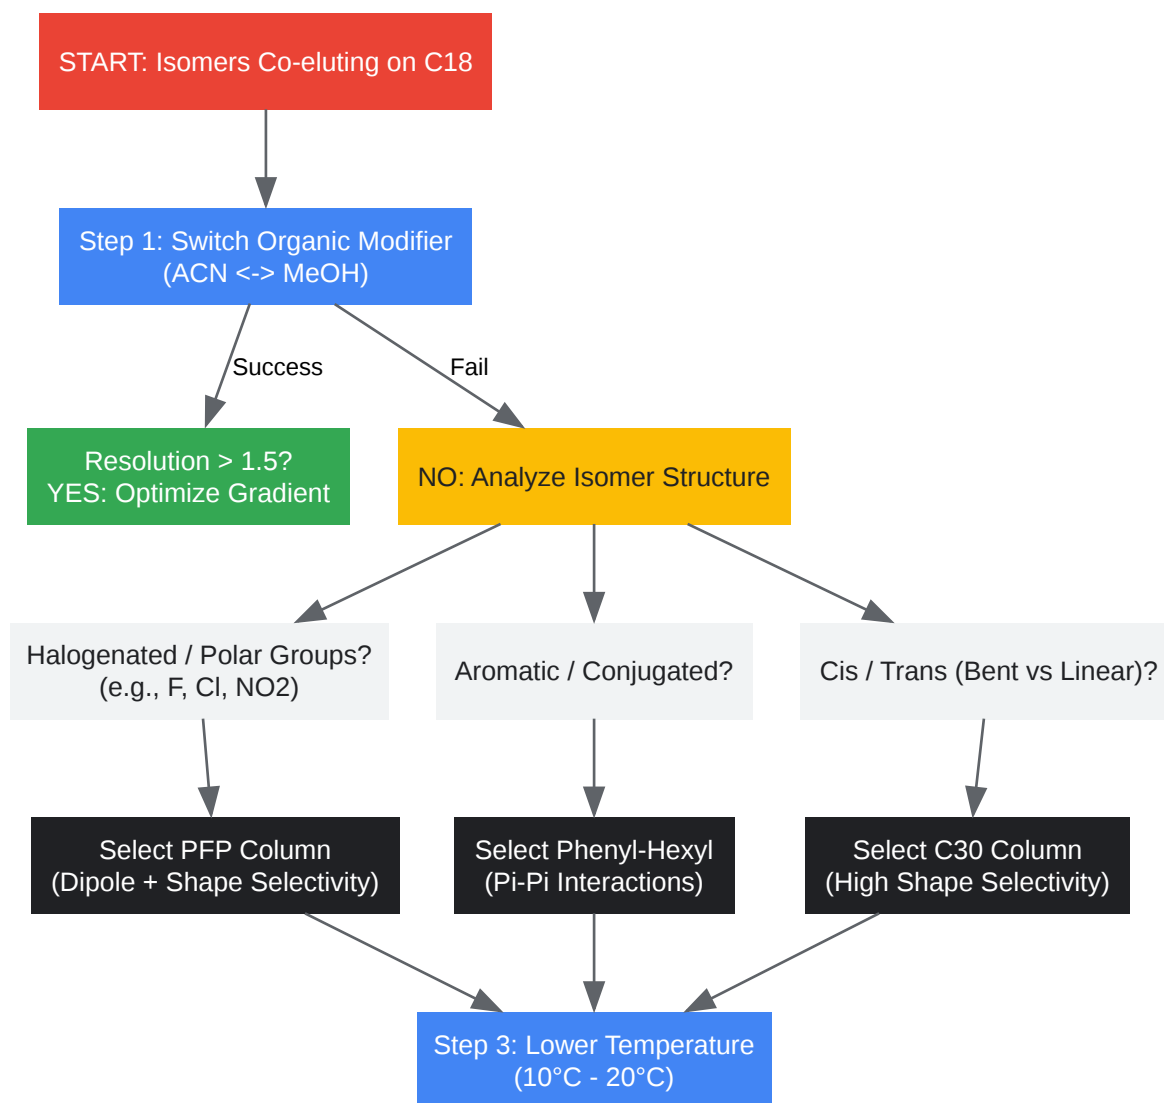 START: Isomers Co-eluting on C18
Step 1: Switch Organic Modifier
(ACN <-> MeOH)
Success
Fail
Resolution > 1.5?
YES: Optimize Gradient
NO: Analyze Isomer Structure
Halogenated / Polar Groups?
(e.g., F, Cl, NO2)
Aromatic / Conjugated?
Cis / Trans (Bent vs Linear)?
Select PFP Column
(Dipole + Shape Selectivity)
Select Phenyl-Hexyl
(Pi-Pi Interactions)
Select C30 Column
(High Shape Selectivity)
Step 3: Lower Temperature
(10°C - 20°C)